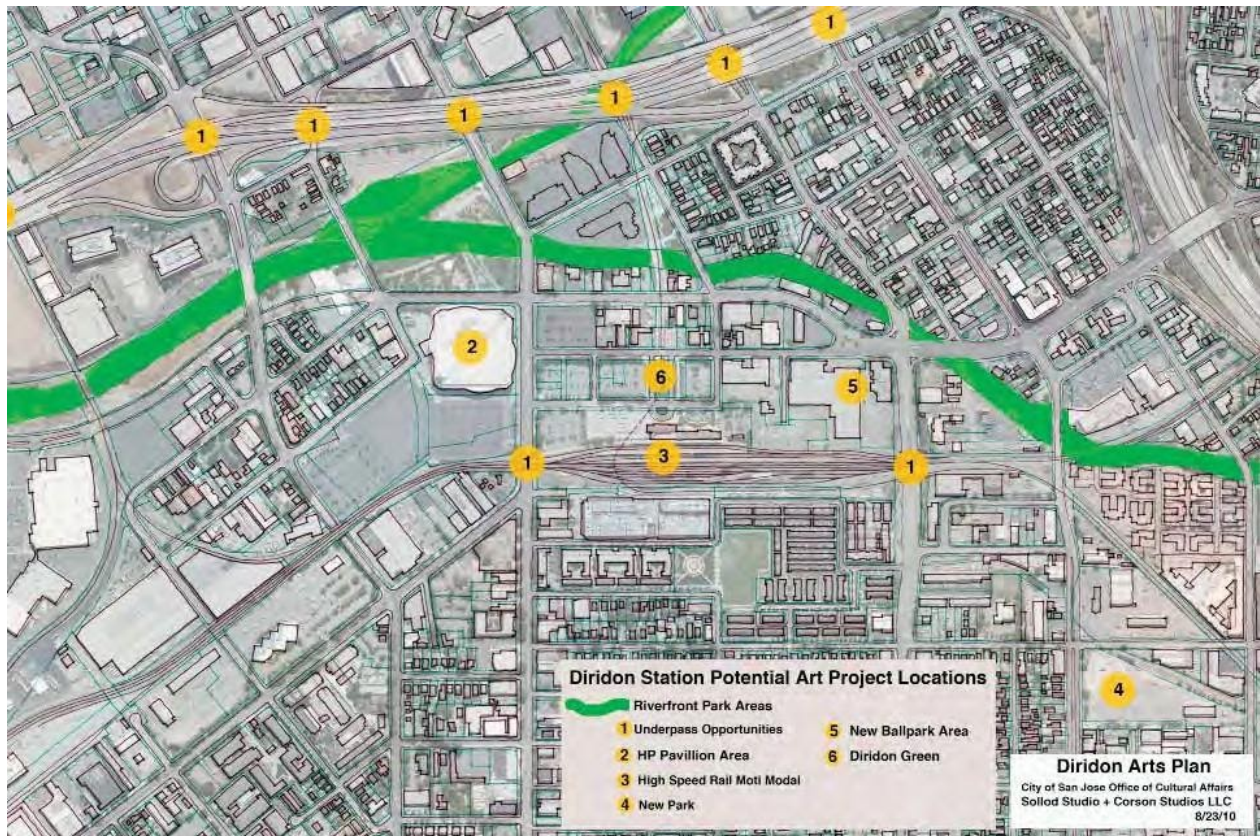 1
1
1
1
1
1
2
6
5
1
3
1
4
Diridon Station Potential Art Project Locations
Riverfront Park Areas
1 Underpass Opportunities
2 HP Pavillion Area
3 High Speed Rail Moti Modal
4 New Park
5 New Ballpark Area
6 Diridon Green
Diridon Arts Plan
City of San Jose Office of Cultural Affairs
Sollod Studio + Corson Studios LLC
8/23/10